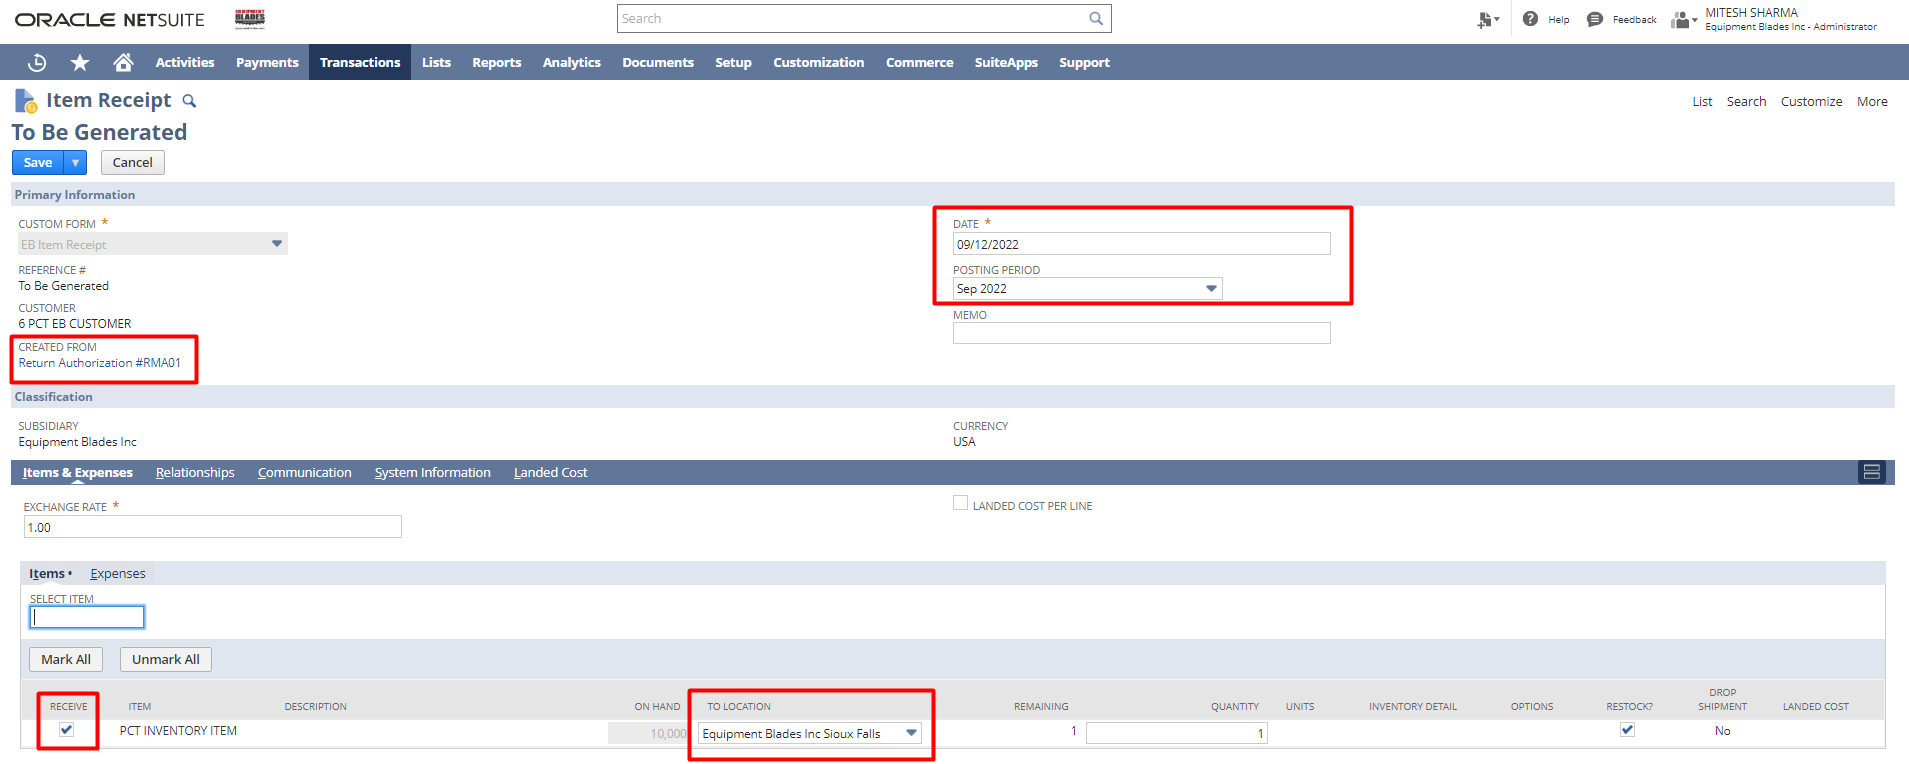 ORACLE NETSUITE
EQUIPMENT
BLADES
Search
Help
Feedback
MITESH SHARMA
Equipment Blades Inc - Administrator
Activities Payments Transactions Lists Reports Analytics Documents Setup Customization Commerce SuiteApps Support
Item Receipt
List Search Customize More
To Be Generated
Save Cancel
Primary Information
CUSTOM FORM *
EB Item Receipt
REFERENCE #
To Be Generated
CUSTOMER
6 PCT EB CUSTOMER
CREATED FROM
Return Authorization #RMA01
DATE *
09/12/2022
POSTING PERIOD
Sep 2022
MEMO
Classification
SUBSIDIARY
Equipment Blades Inc
CURRENCY
USA
Items & Expenses Relationships Communication System Information Landed Cost
EXCHANGE RATE *
1.00
LANDED COST PER LINE
Items • Expenses
SELECT ITEM
Mark All Unmark All
RECEIVE ITEM DESCRIPTION ON HAND TO LOCATION REMAINING QUANTITY UNITS INVENTORY DETAIL OPTIONS RESTOCK? DROP SHIPMENT LANDED COST
PCT INVENTORY ITEM 10,000 Equipment Blades Inc Sioux Falls 1 1 No